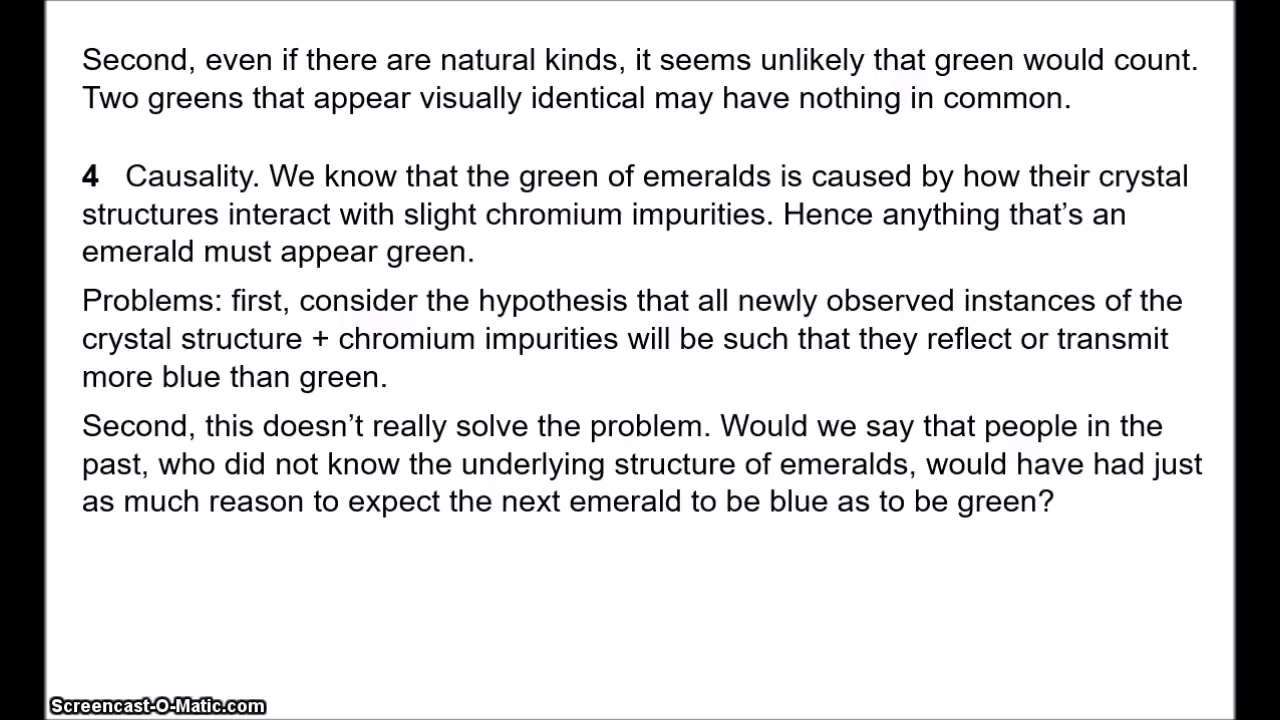 Second, even if there are natural kinds, it seems unlikely that green would count.
Two greens that appear visually identical may have nothing in common.
4 Causality. We know that the green of emeralds is caused by how their crystal
structures interact with slight chromium impurities. Hence anything that’s an
emerald must appear green.
Problems: first, consider the hypothesis that all newly observed instances of the
crystal structure + chromium impurities will be such that they reflect or transmit
more blue than green.
Second, this doesn’t really solve the problem. Would we say that people in the
past, who did not know the underlying structure of emeralds, would have had just
as much reason to expect the next emerald to be blue as to be green?
Screencast-O-Matic.com